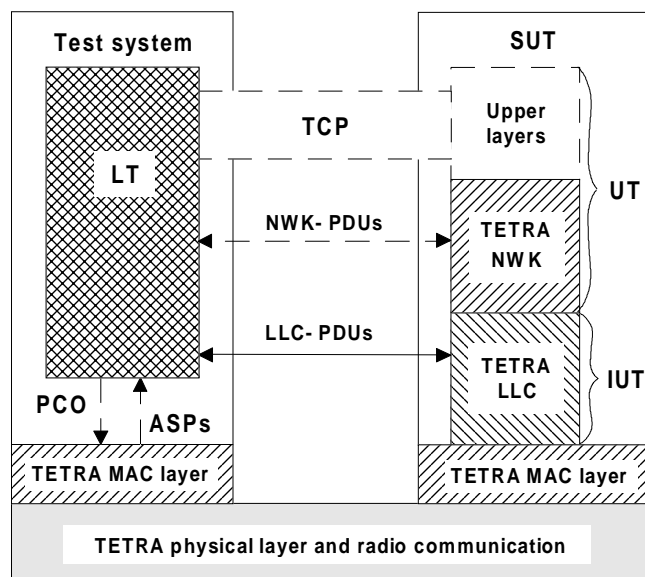 Test system
SUT
TCP
Upper
layers
LT
UT
NWK- PDUs
TETRA
NWK
LLC- PDUs
TETRA
LLC
IUT
PCO
ASPs
TETRA MAC layer
TETRA MAC layer
TETRA physical layer and radio communication